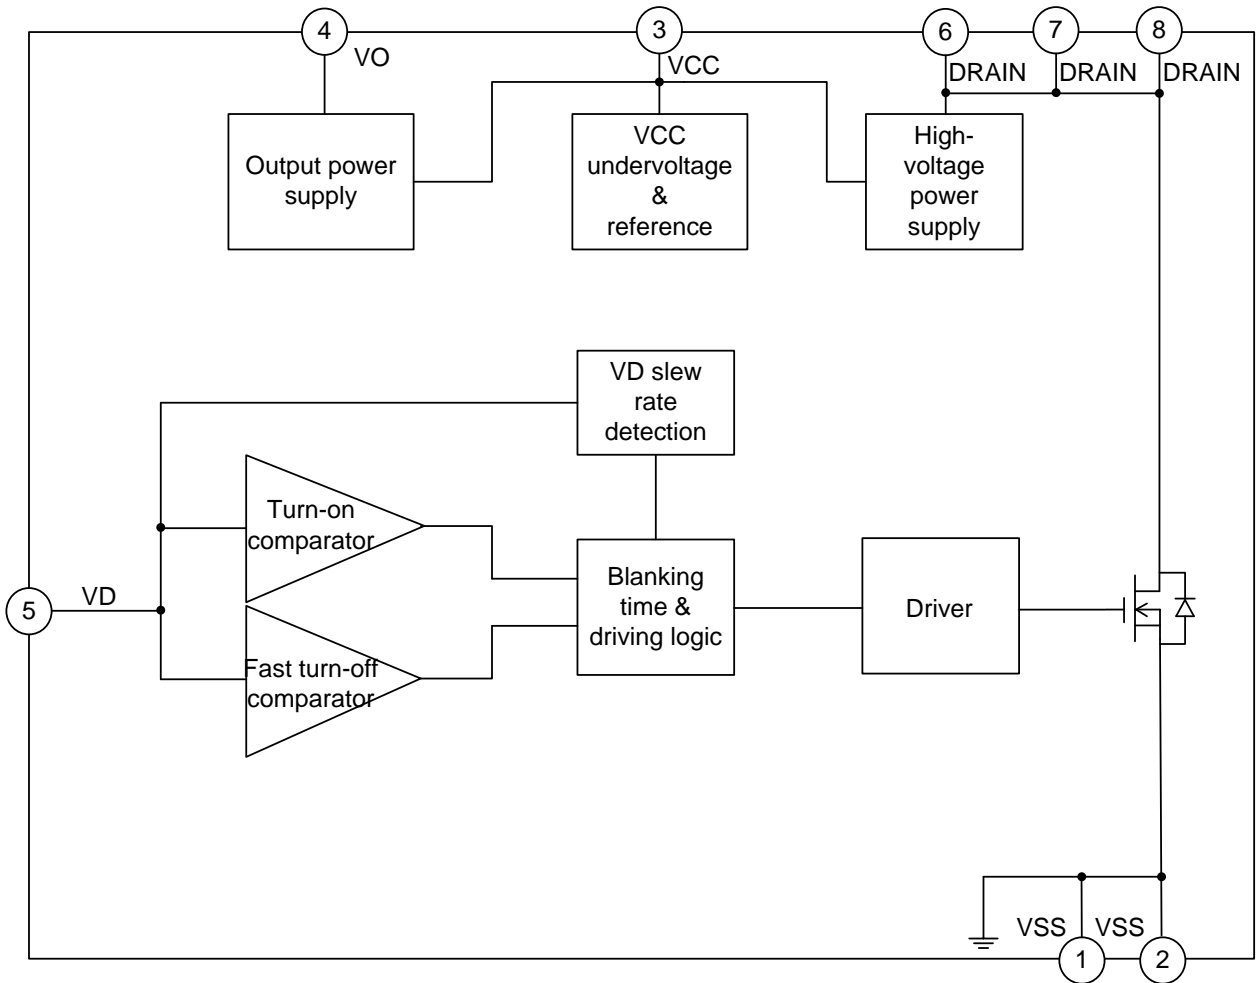 4
3
6
7
8
VO
VCC
DRAIN
DRAIN
DRAIN
Output power
supply
VCC
undervoltage
&
reference
High-
voltage
power
supply
VD slew
rate
detection
Turn-on
comparator
5
VD
Blanking
time &
driving logic
Driver
Fast turn-off
comparator
VSS
VSS
1
2